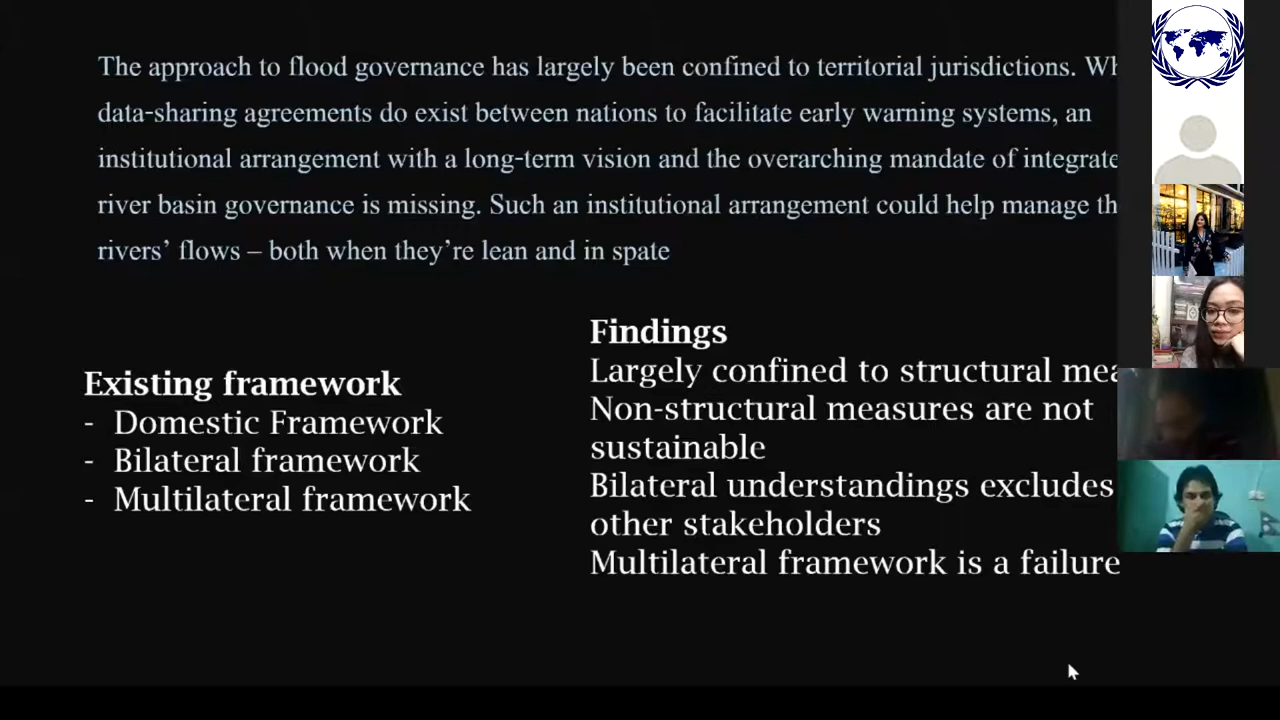 The approach to flood governance has largely been confined to territorial jurisdictions.
data-sharing agreements do exist between nations to facilitate early warning systems, an
institutional arrangement with a long-term vision and the overarching mandate of integrate
river basin governance is missing. Such an institutional arrangement could help manage th
rivers’ flows – both when they’re lean and in spate
Existing framework
- Domestic Framework
- Bilateral framework
- Multilateral framework
Findings
Largely confined to structural mea
Non-structural measures are not
sustainable
Bilateral understandings excludes
other stakeholders
Multilateral framework is a failure